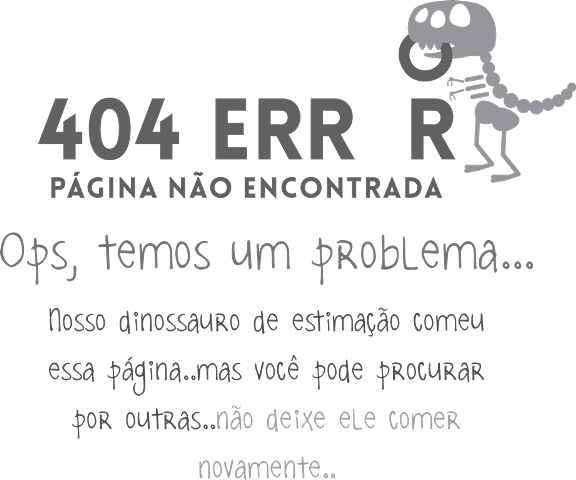 404 ERROR
PÁGINA NÃO ENCONTRADA
Ops, temos um problema...
Nosso dinossauro de estimação comeu
essa página..mas você pode procurar
por outras..não deixe ele comer
novamente..